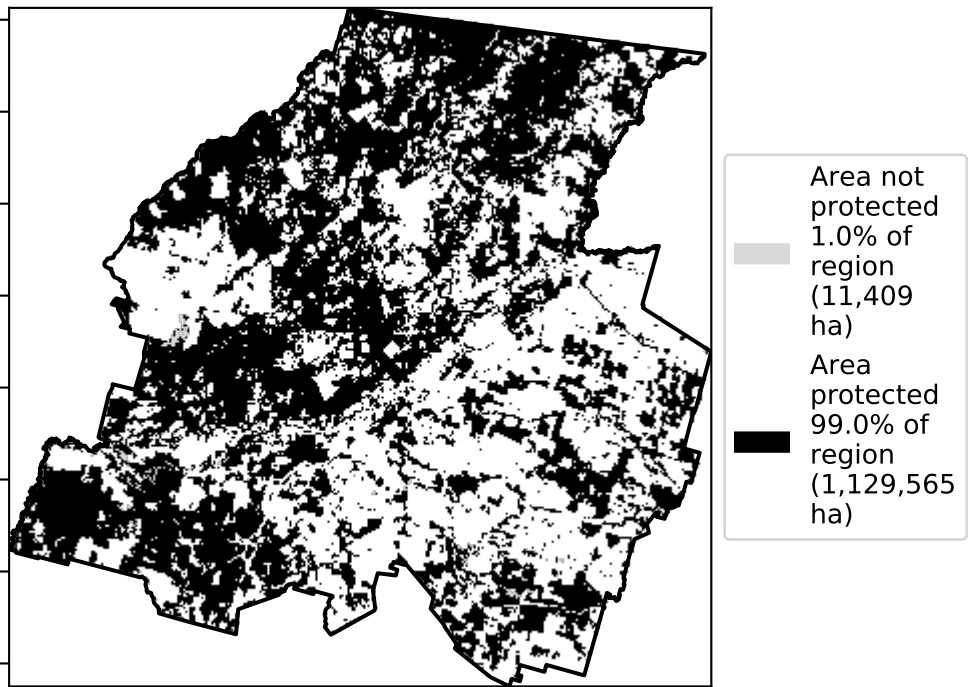 Area not
protected
1.0% of
region
(11,409
ha)
Area
protected
99.0% of
region
(1,129,565
ha)